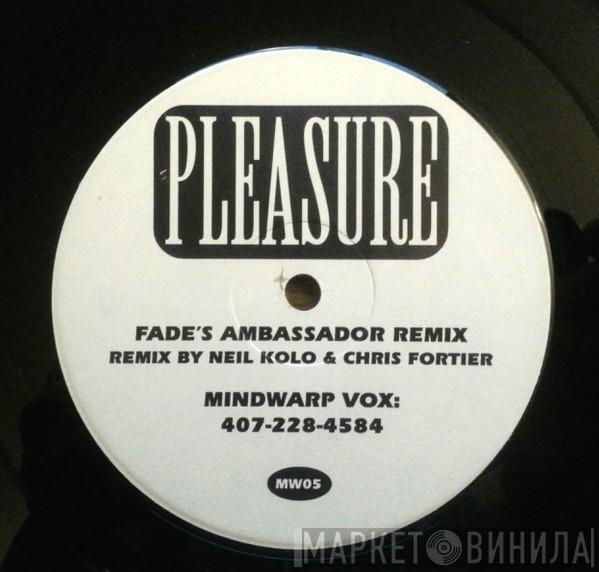 PLEASURE
FADE'S AMBASSADOR REMIX
REMIX BY NEIL KOLO & CHRIS FORTIER
MINDWARP VOX:
407-228-4584
MW05
МАРКЕТ ВИНИЛА